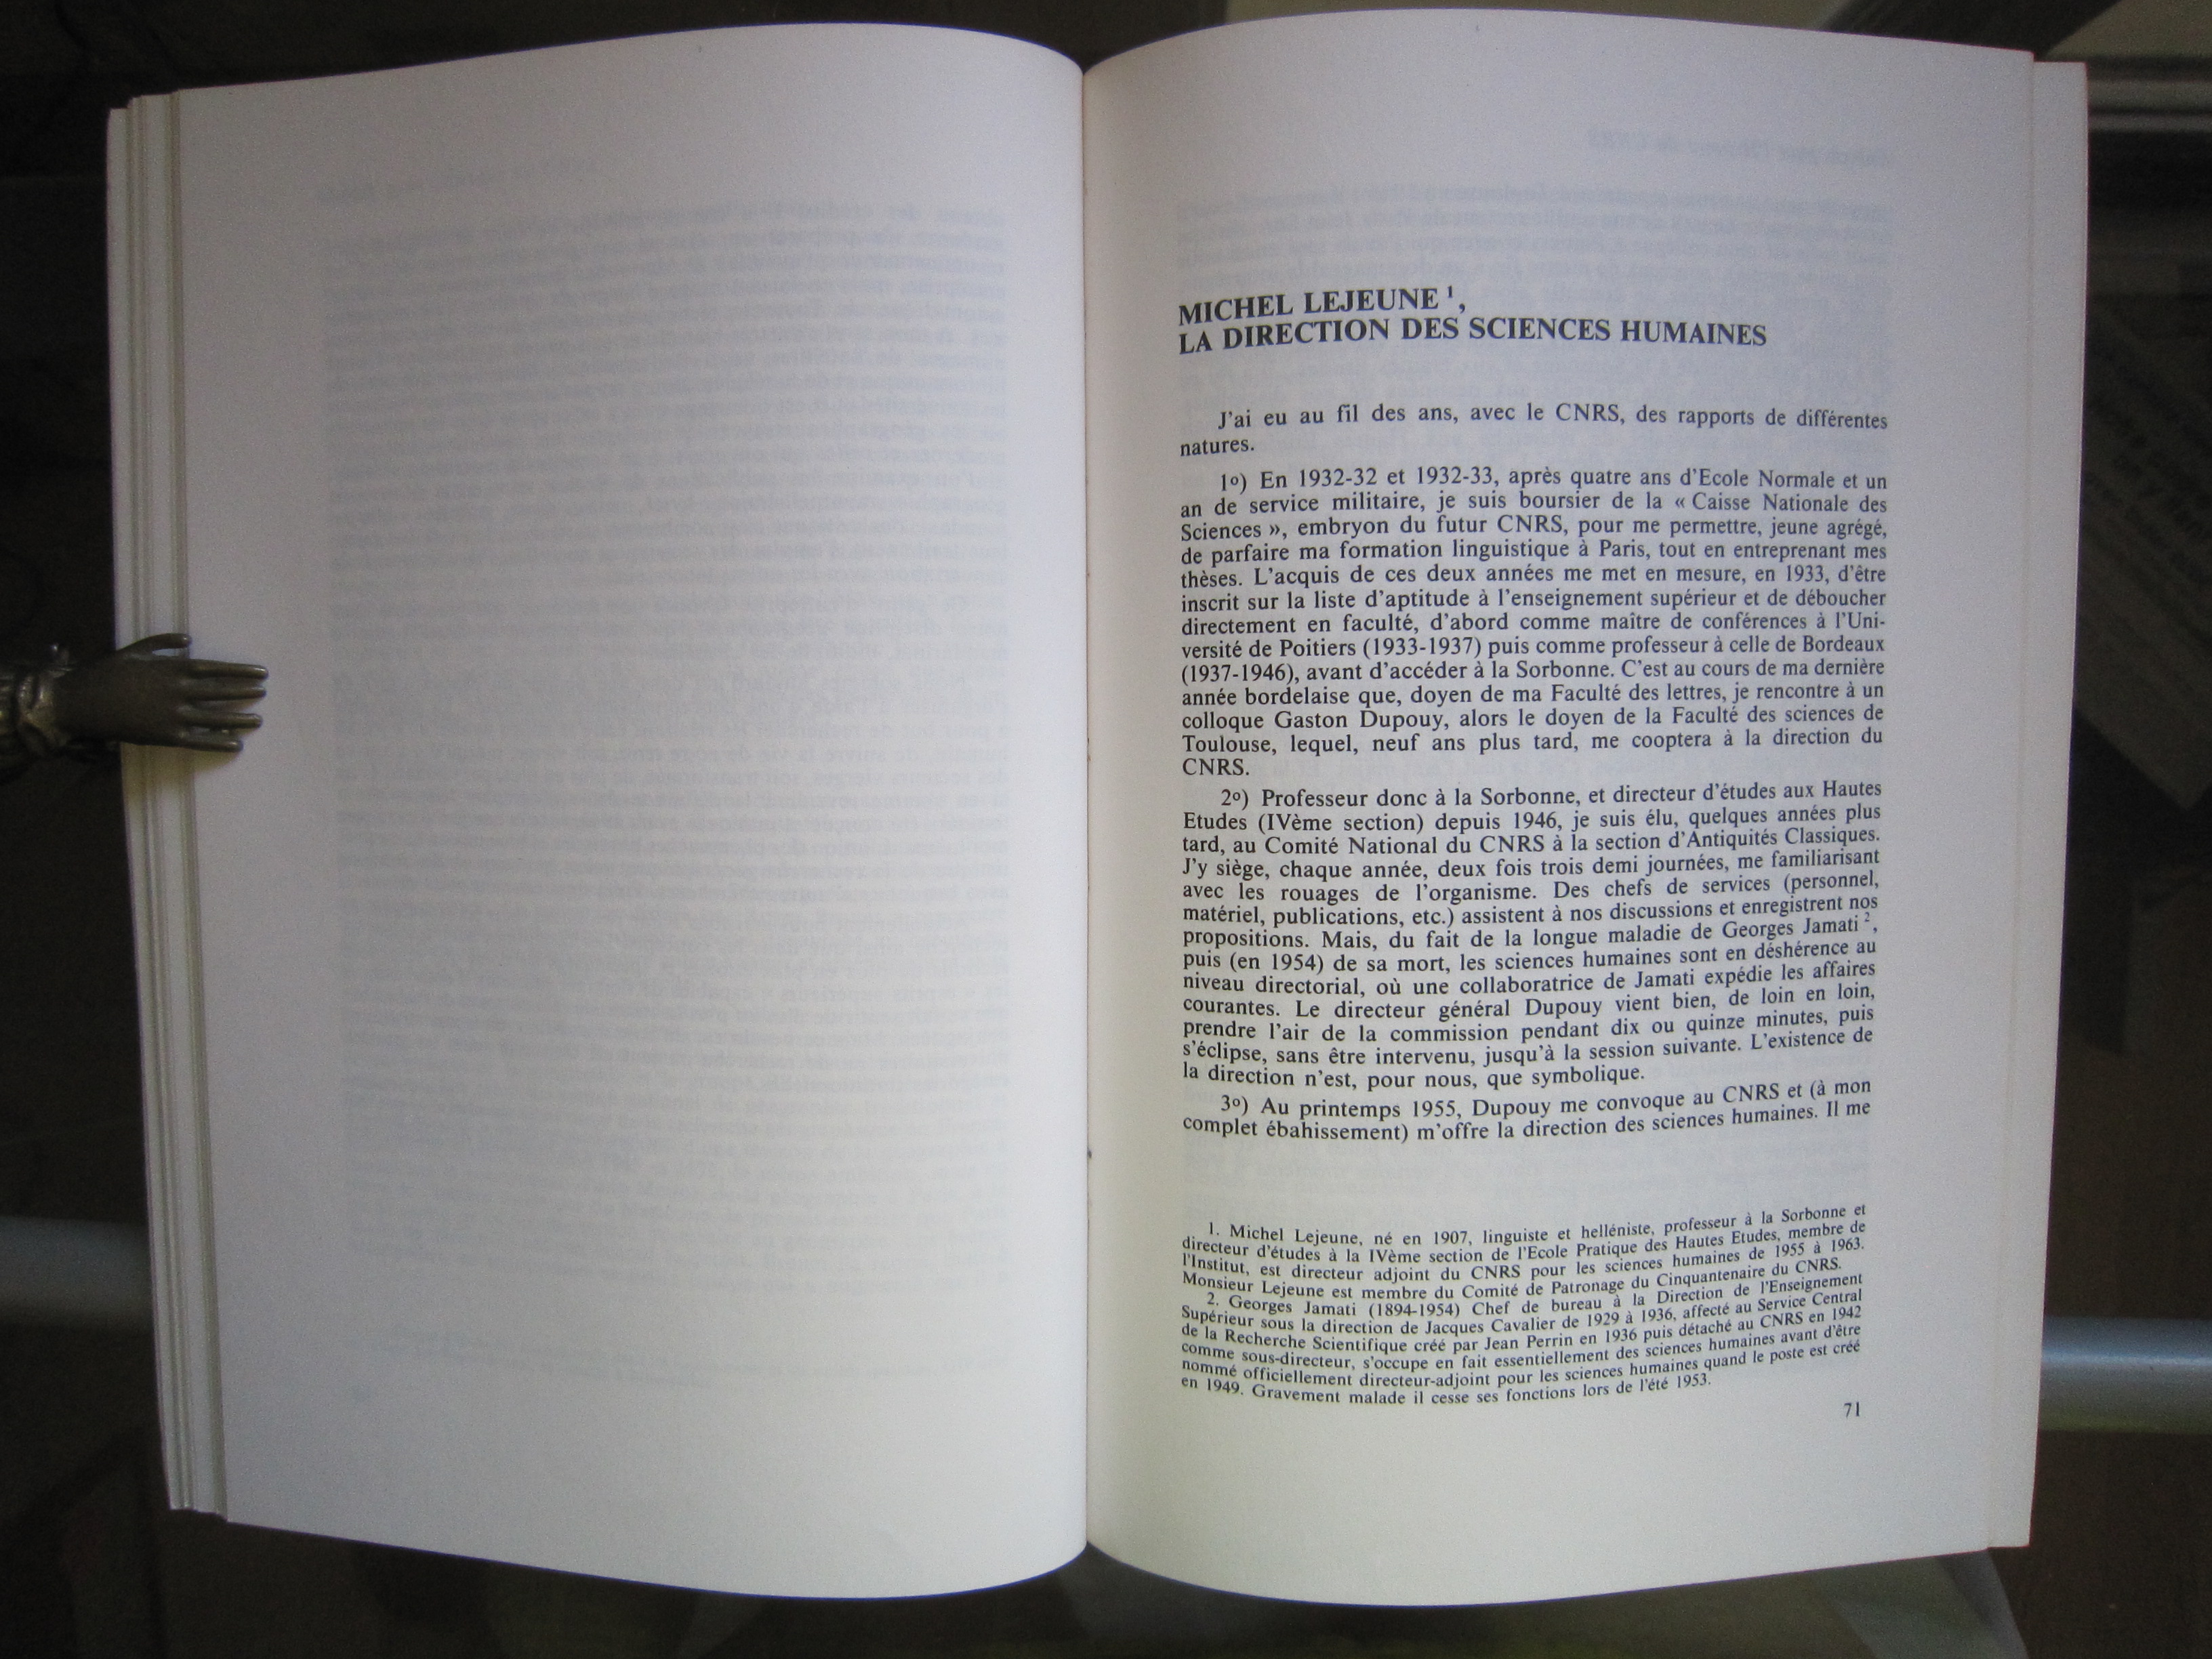 MICHEL LEJEUNE ¹,
LA DIRECTION DES SCIENCES HUMAINES
J'ai eu au fil des ans, avec le CNRS, des rapports de différentes
natures.
1º) En 1932-32 et 1932-33, après quatre ans d'Ecole Normale et un
an de service militaire, je suis boursier de la « Caisse Nationale des
Sciences », embryon du futur CNRS, pour me permettre, jeune agrégé,
de parfaire ma formation linguistique à Paris, tout en entreprenant mes
thèses. L'acquis de ces deux années me met en mesure, en 1933, d'être
inscrit sur la liste d'aptitude à l'enseignement supérieur et de déboucher
directement en faculté, d'abord comme maître de conférences à l'Uni-
versité de Poitiers (1933-1937) puis comme professeur à celle de Bordeaux
(1937-1946), avant d'accéder à la Sorbonne. C'est au cours de ma dernière
année bordelaise que, doyen de ma Faculté des lettres, je rencontre à un
colloque Gaston Dupouy, alors le doyen de la Faculté des sciences de
Toulouse, lequel, neuf ans plus tard, me cooptera à la direction du
CNRS.
2º) Professeur donc à la Sorbonne, et directeur d'études aux Hautes
Etudes (IVème section) depuis 1946, je suis élu, quelques années plus
tard, au Comité National du CNRS à la section d'Antiquités Classiques.
J'y siège, chaque année, deux fois trois demi journées, me familiarisant
avec les rouages de l'organisme. Des chefs de services (personnel,
matériel, publications, etc.) assistent à nos discussions et enregistrent nos
propositions. Mais, du fait de la longue maladie de Georges Jamati ²,
puis (en 1954) de sa mort, les sciences humaines sont en déshérence au
niveau directorial, où une collaboratrice de Jamati expédie les affaires
courantes. Le directeur général Dupouy vient bien, de loin en loin,
prendre l'air de la commission pendant dix ou quinze minutes, puis
s'éclipse, sans être intervenu, jusqu'à la session suivante. L'existence de
la direction n'est, pour nous, que symbolique.
3º) Au printemps 1955, Dupouy me convoque au CNRS et (à mon
complet ébahissement) m'offre la direction des sciences humaines. Il me
1. Michel Lejeune, né en 1907, linguiste et helléniste, professeur à la Sorbonne et
directeur d'études à la IVème section de l'Ecole Pratique des Hautes Etudes, membre de
l'Institut, est directeur adjoint du CNRS pour les sciences humaines de 1955 à 1963.
Monsieur Lejeune est membre du Comité de Patronage du Cinquantenaire du CNRS.
2. Georges Jamati (1894-1954) Chef de bureau à la Direction de l'Enseignement
Supérieur sous la direction de Jacques Cavalier de 1929 à 1936, affecté au Service Central
de la Recherche Scientifique créé par Jean Perrin en 1936 puis détaché au CNRS en 1942
comme sous-directeur, s'occupe en fait essentiellement des sciences humaines avant d'être
nommé officiellement directeur-adjoint pour les sciences humaines quand le poste est créé
en 1949. Gravement malade il cesse ses fonctions lors de l'été 1953.
71